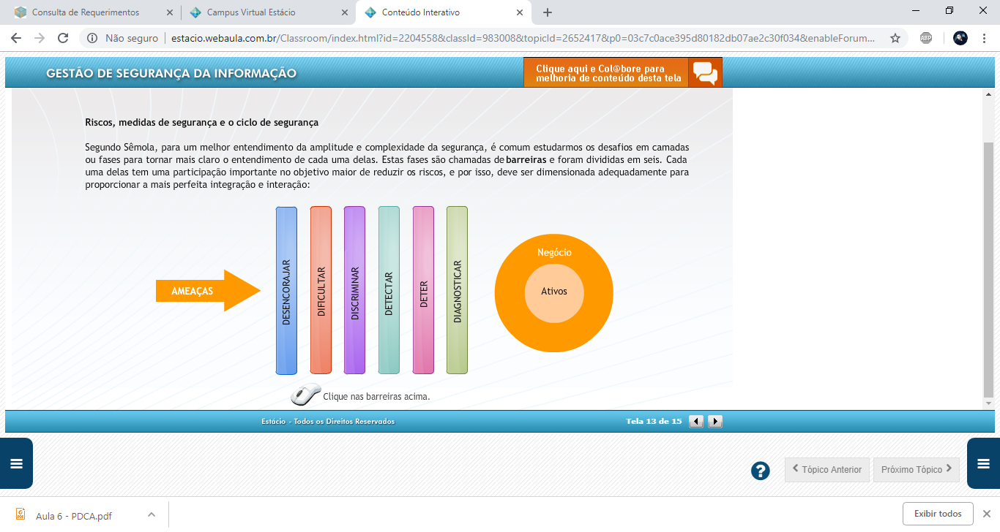 Consulta de Requerimentos
Campus Virtual Estácio
Conteúdo Interativo
Não seguro
estacio.webaula.com.br/Classroom/index.html?id=2204558&classId=983008&topicId=2652417&p0=03c7c0ace395d80182db07ae2c30f034&enableForum...
ABP
GESTÃO DE SEGURANÇA DA INFORMAÇÃO
Clique aqui e Col@bore para
melhoria de conteúdo desta tela
Riscos, medidas de segurança e o ciclo de segurança
Segundo Sêmola, para um melhor entendimento da amplitude e complexidade da segurança, é comum estudarmos os desafios em camadas
ou fases para tornar mais claro o entendimento de cada uma delas. Estas fases são chamadas de barreiras e foram divididas em seis. Cada
uma delas tem uma participação importante no objetivo maior de reduzir os riscos, e por isso, deve ser dimensionada adequadamente para
proporcionar a mais perfeita integração e interação:
AMEAÇAS
DESENCORAJAR
DIFICULTAR
DISCRIMINAR
DETECTAR
DETER
DIAGNOSTICAR
Negócio
Ativos
Clique nas barreiras acima.
Estácio - Todos os Direitos Reservados
Tela 13 de 15
?
Tópico Anterior
Próximo Tópico
Aula 6 - PDCA.pdf
Exibir todos